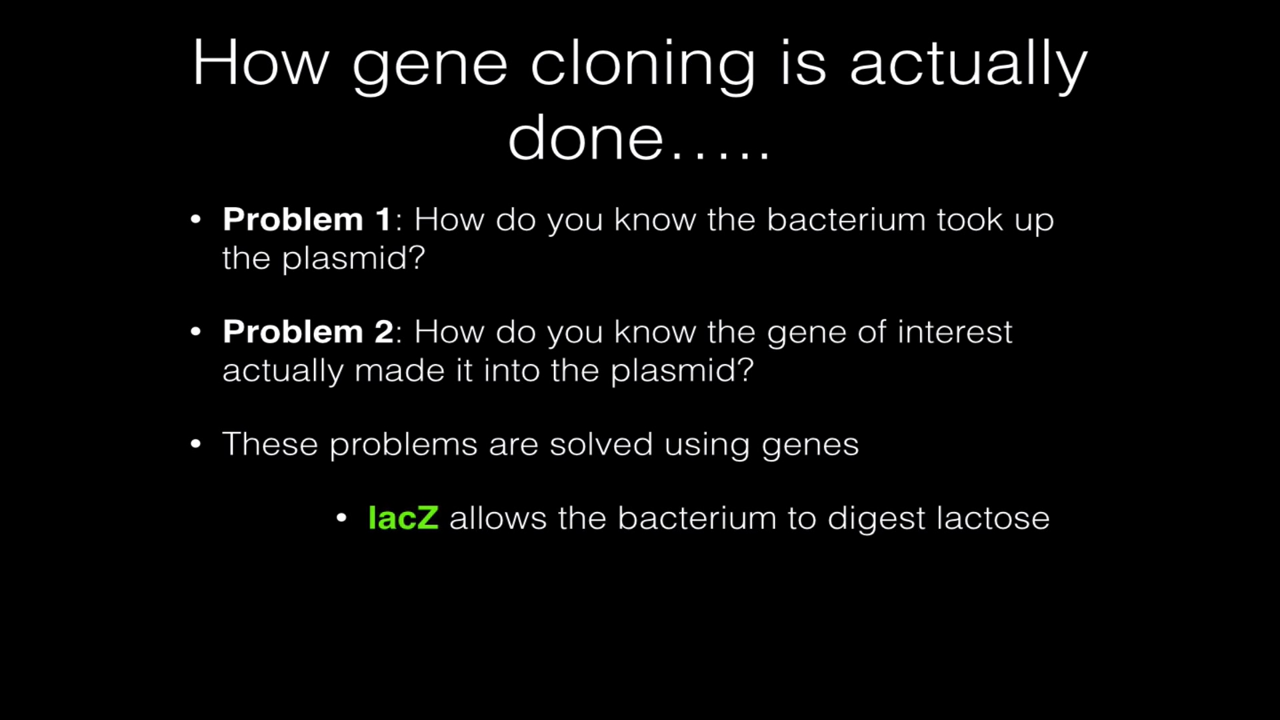 How gene cloning is actually
done…..
• Problem 1: How do you know the bacterium took up
the plasmid?
• Problem 2: How do you know the gene of interest
actually made it into the plasmid?
• These problems are solved using genes
• lacZ allows the bacterium to digest lactose